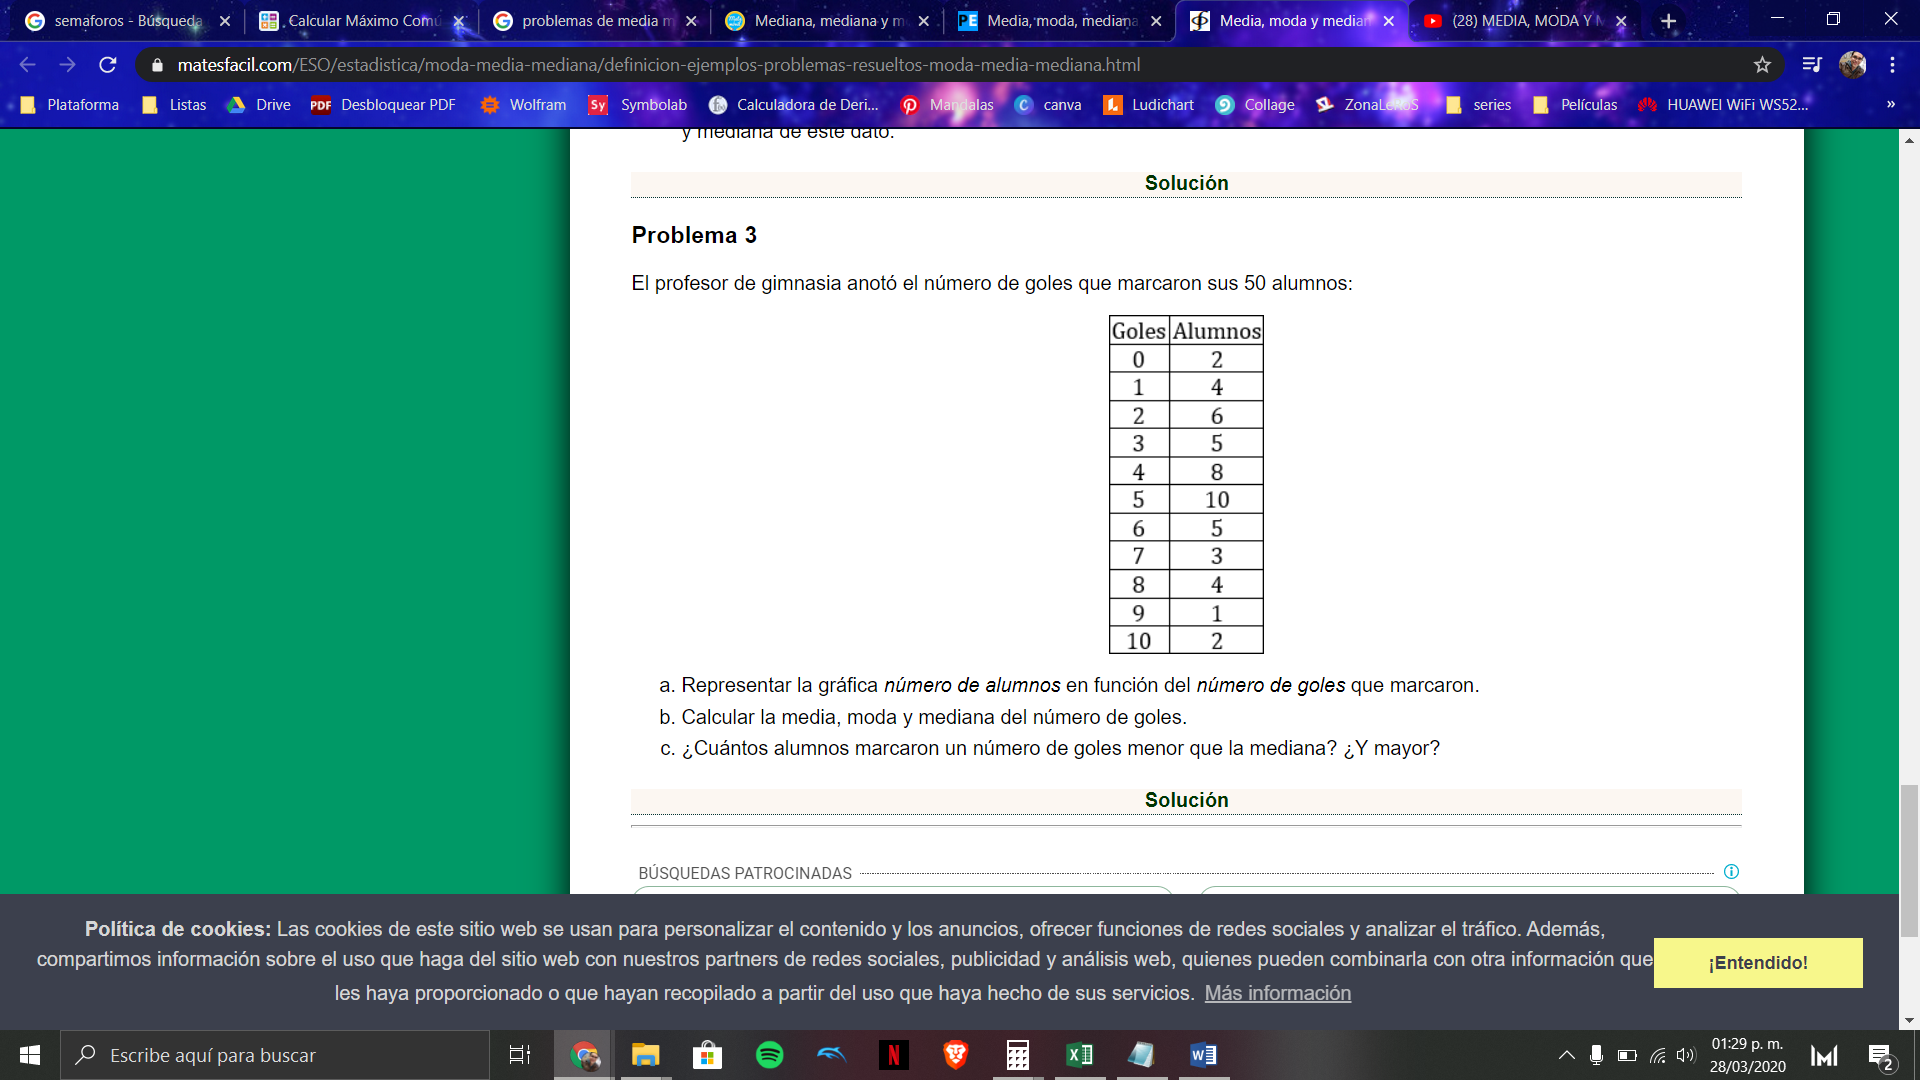 semaforos - Búsqueda
Calcular Máximo Comú
problemas de media m
Mediana, mediana y m
Media, moda, mediana
Media, moda y median
(28) MEDIA, MODA Y M
matesfacil.com/ESO/estadistica/moda-media-mediana/definicion-ejemplos-problemas-resueltos-moda-media-mediana.html
Plataforma Listas Drive PDF Desbloquear PDF Wolfram Sy Symbolab Calculadora de Deri... Mandalas canva Ludichart Collage ZonaLeRoS series Películas HUAWEI WiFi WS52... »
y mediana de este dato.
Solución
Problema 3
El profesor de gimnasia anotó el número de goles que marcaron sus 50 alumnos:
Goles Alumnos
0 2
1 4
2 6
3 5
4 8
5 10
6 5
7 3
8 4
9 1
10 2
a. Representar la gráfica número de alumnos en función del número de goles que marcaron.
b. Calcular la media, moda y mediana del número de goles.
c. ¿Cuántos alumnos marcaron un número de goles menor que la mediana? ¿Y mayor?
Solución
BÚSQUEDAS PATROCINADAS
Política de cookies: Las cookies de este sitio web se usan para personalizar el contenido y los anuncios, ofrecer funciones de redes sociales y analizar el tráfico. Además,
compartimos información sobre el uso que haga del sitio web con nuestros partners de redes sociales, publicidad y análisis web, quienes pueden combinarla con otra información que
les haya proporcionado o que hayan recopilado a partir del uso que haya hecho de sus servicios. Más información
¡Entendido!
Escribe aquí para buscar
01:29 p. m.
28/03/2020
2